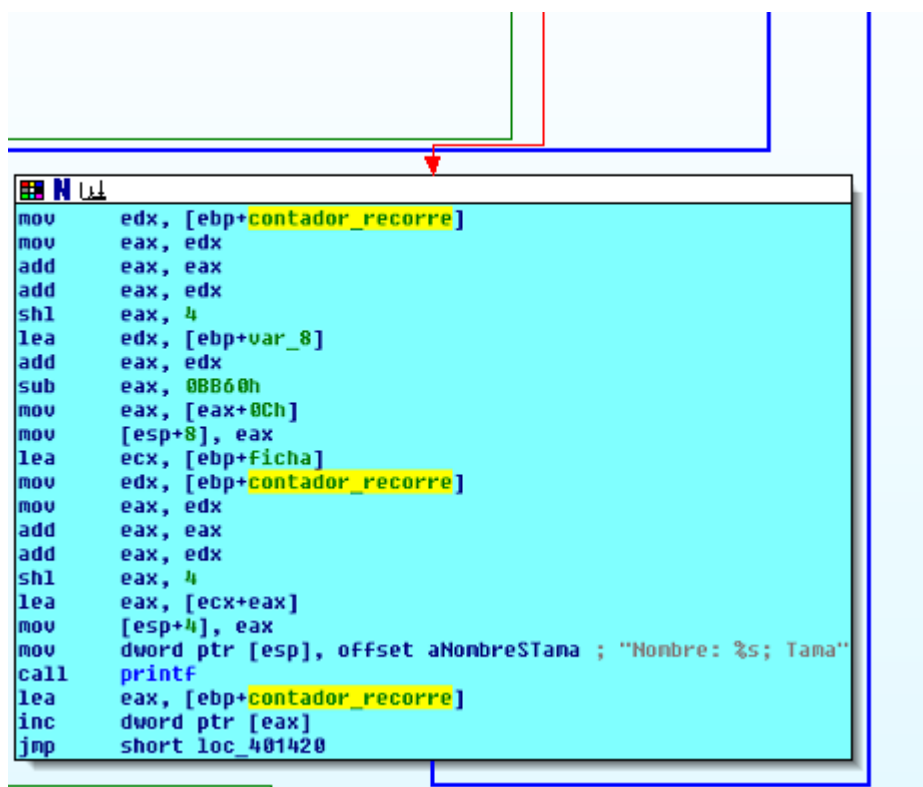 N
mov edx, [ebp+contador_recorre]
mov eax, edx
add eax, eax
add eax, edx
shl eax, 4
lea edx, [ebp+var_8]
add eax, edx
sub eax, 0BB60h
mov eax, [eax+0Ch]
mov [esp+8], eax
lea ecx, [ebp+ficha]
mov edx, [ebp+contador_recorre]
mov eax, edx
add eax, eax
add eax, edx
shl eax, 4
lea eax, [ecx+eax]
mov [esp+4], eax
mov dword ptr [esp], offset aNombreSTama ; "Nombre: %s; Tama"
call printf
lea eax, [ebp+contador_recorre]
inc dword ptr [eax]
jmp short loc_401420